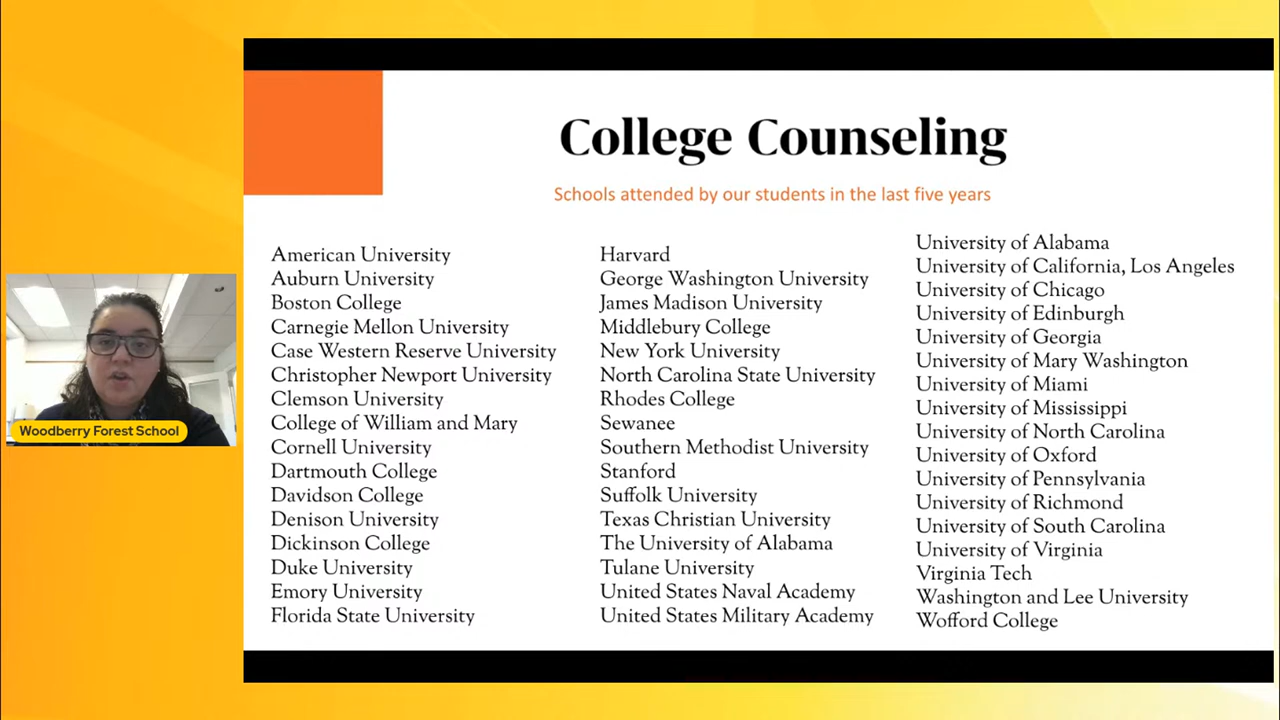 College Counseling
Schools attended by our students in the last five years
American University
Auburn University
Boston College
Carnegie Mellon University
Case Western Reserve University
Christopher Newport University
Clemson University
College of William and Mary
Cornell University
Dartmouth College
Davidson College
Denison University
Dickinson College
Duke University
Emory University
Florida State University
Harvard
George Washington University
James Madison University
Middlebury College
New York University
North Carolina State University
Rhodes College
Sewanee
Southern Methodist University
Stanford
Suffolk University
Texas Christian University
The University of Alabama
Tulane University
United States Naval Academy
United States Military Academy
University of Alabama
University of California, Los Angeles
University of Chicago
University of Edinburgh
University of Georgia
University of Mary Washington
University of Miami
University of Mississippi
University of North Carolina
University of Oxford
University of Pennsylvania
University of Richmond
University of South Carolina
University of Virginia
Virginia Tech
Washington and Lee University
Wofford College
Woodberry Forest School